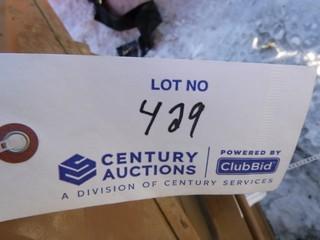 LOT NO
429
CENTURY AUCTIONS
POWERED BY
ClubBid
A DIVISION OF CENTURY SERVICES